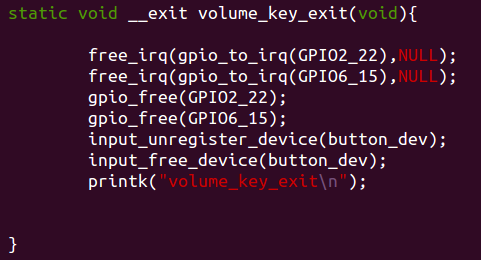 static void __exit volume_key_exit(void){
free_irq(gpio_to_irq(GPIO2_22),NULL);
free_irq(gpio_to_irq(GPIO6_15),NULL);
gpio_free(GPIO2_22);
gpio_free(GPIO6_15);
input_unregister_device(button_dev);
input_free_device(button_dev);
printk("volume_key_exit\n");
}